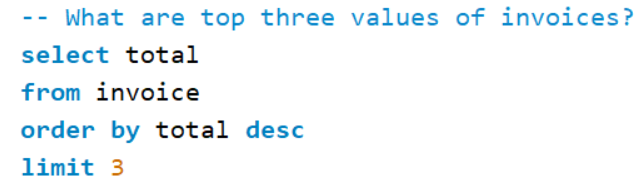 -- What are top three values of invoices?
select total
from invoice
order by total desc
limit 3